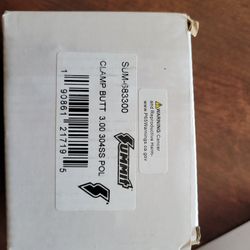 SUM-683300
CLAMP BUTT 3.00 304SS POL
1 90861 21719 5
SUMMIT
WARNING: Cancer
and Reproductive Harm-
www.P65Warnings.ca.gov